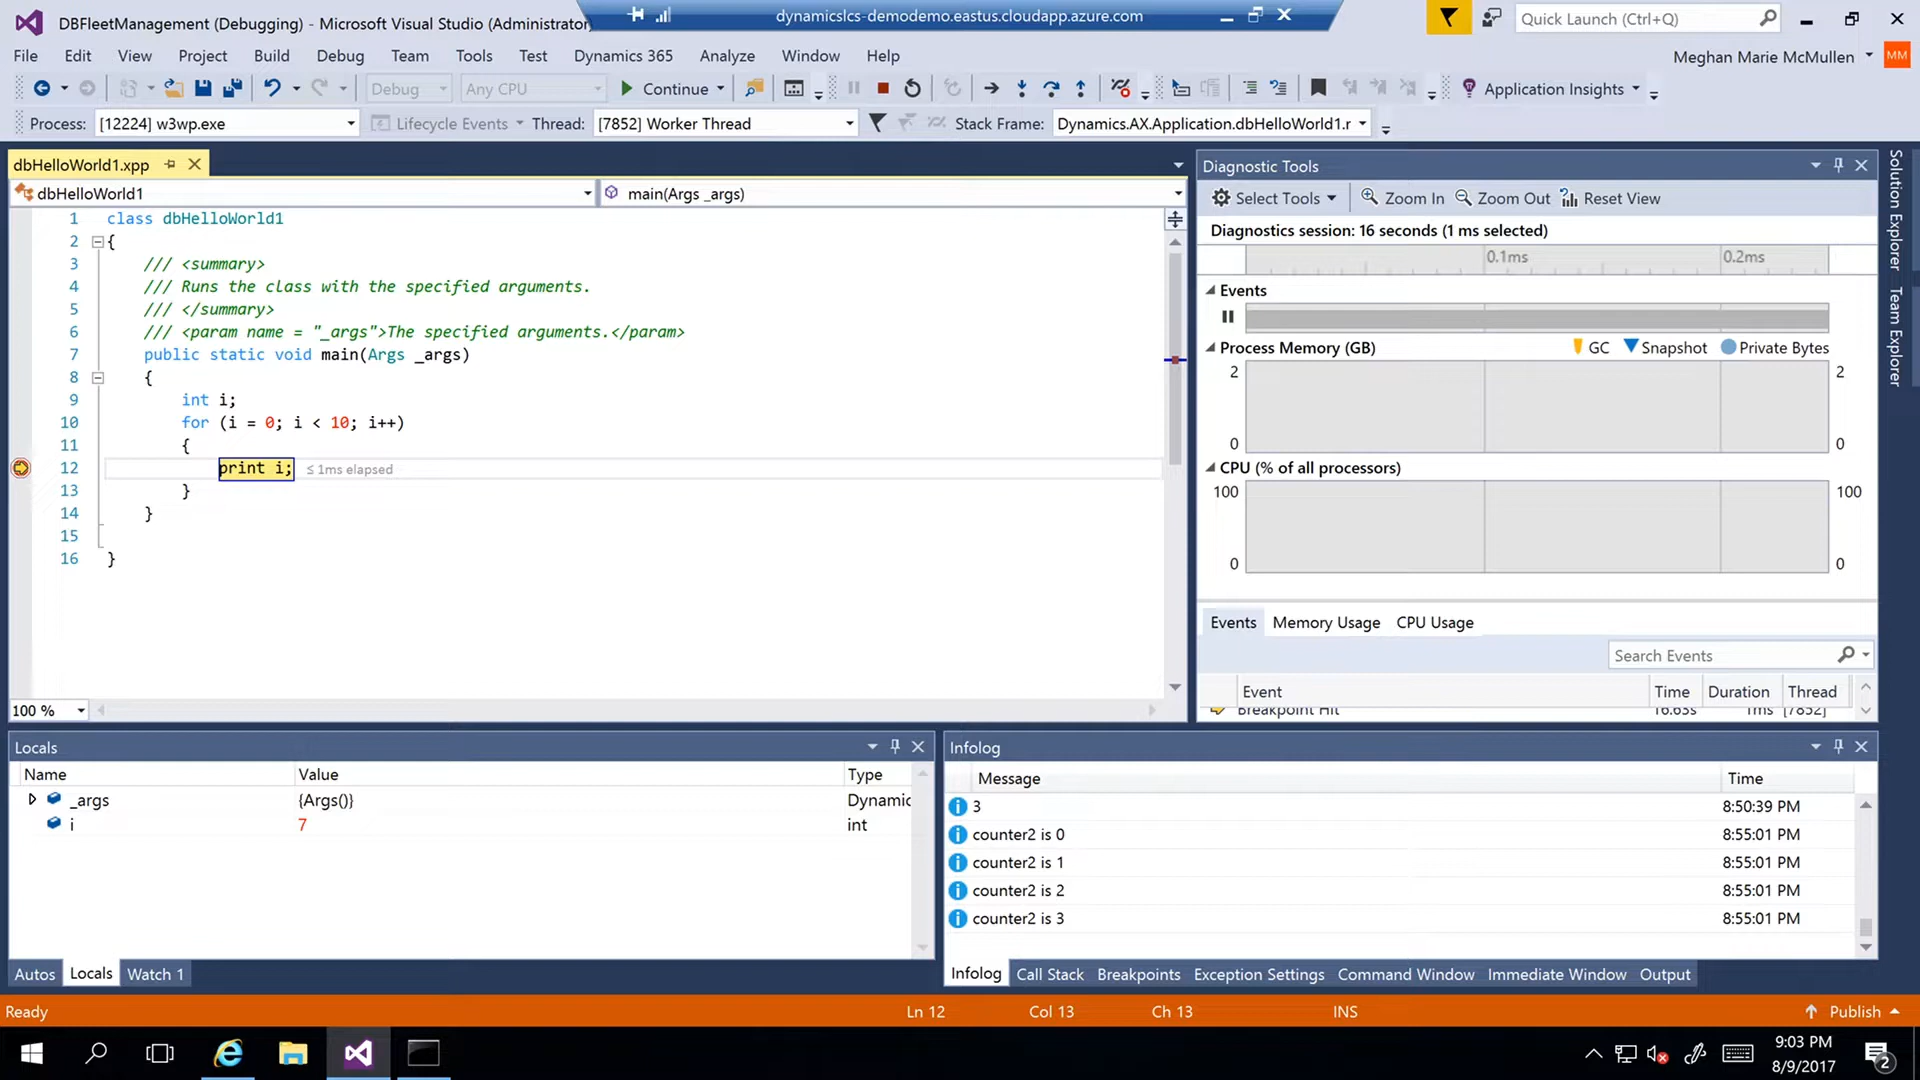 DBFleetManagement (Debugging) - Microsoft Visual Studio (Administrator)
dynamicslcs-demodemo.eastus.cloudapp.azure.com
Quick Launch (Ctrl+Q)
File Edit View Project Build Debug Team Tools Test Dynamics 365 Analyze Window Help
Meghan Marie McMullen MM
Debug Any CPU Continue Application Insights
Process: [12224] w3wp.exe Lifecycle Events Thread: [7852] Worker Thread Stack Frame: Dynamics.AX.Application.dbHelloWorld1.r
dbHelloWorld1.xpp
dbHelloWorld1 main(Args _args)
1 class dbHelloWorld1
2 {
3 /// <summary>
4 /// Runs the class with the specified arguments.
5 /// </summary>
6 /// <param name = "_args">The specified arguments.</param>
7 public static void main(Args _args)
8 {
9 int i;
10 for (i = 0; i < 10; i++)
11 {
12 print i; ≤ 1ms elapsed
13 }
14 }
15
16 }
100 %
Diagnostic Tools
Select Tools Zoom In Zoom Out Reset View
Diagnostics session: 16 seconds (1 ms selected)
0.1ms 0.2ms
Events
Process Memory (GB) GC Snapshot Private Bytes
2 2
0 0
CPU (% of all processors)
100 100
0 0
Events Memory Usage CPU Usage
Search Events
Event Time Duration Thread
Breakpoint Hit 16.63s 1ms [7852]
Solution Explorer
Team Explorer
Locals
Name Value Type
_args {Args()} Dynamic
i 7 int
Autos Locals Watch 1
Infolog
Message Time
3 8:50:39 PM
counter2 is 0 8:55:01 PM
counter2 is 1 8:55:01 PM
counter2 is 2 8:55:01 PM
counter2 is 3 8:55:01 PM
Infolog Call Stack Breakpoints Exception Settings Command Window Immediate Window Output
Ready Ln 12 Col 13 Ch 13 INS Publish
9:03 PM
8/9/2017
2